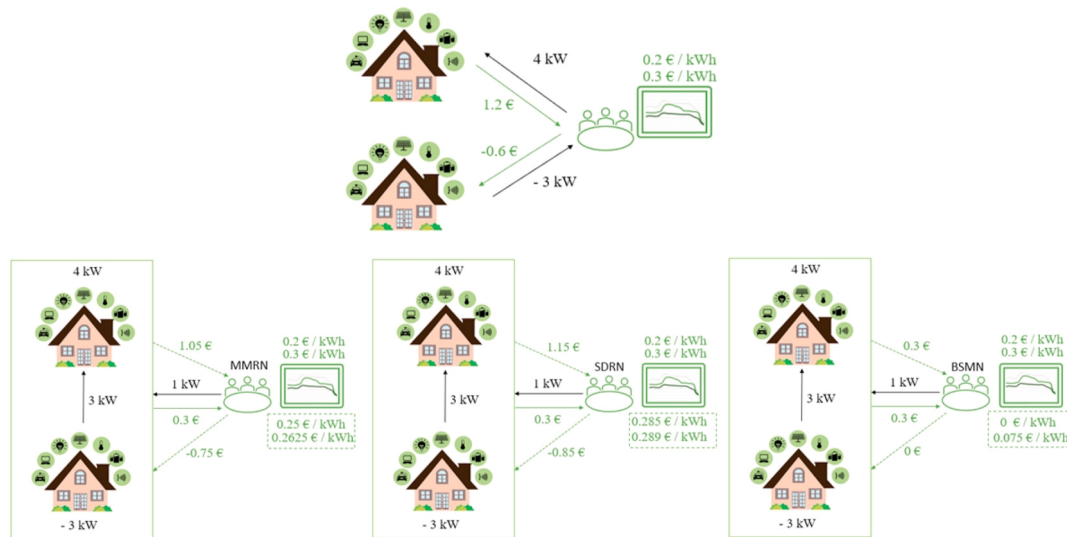 4 kW
0.2 € / kWh
0.3 € / kWh
1.2 €
-0.6 €
- 3 kW
4 kW
1.05 €
MMRN
0.2 € / kWh
0.3 € / kWh
1 kW
3 kW
0.3 €
0.25 € / kWh
0.2625 € / kWh
-0.75 €
- 3 kW
4 kW
1.15 €
SDRN
0.2 € / kWh
0.3 € / kWh
1 kW
3 kW
0.3 €
0.285 € / kWh
0.289 € / kWh
-0.85 €
- 3 kW
4 kW
0.3 €
BSMN
0.2 € / kWh
0.3 € / kWh
1 kW
3 kW
0.3 €
0 € / kWh
0.075 € / kWh
0 €
- 3 kW